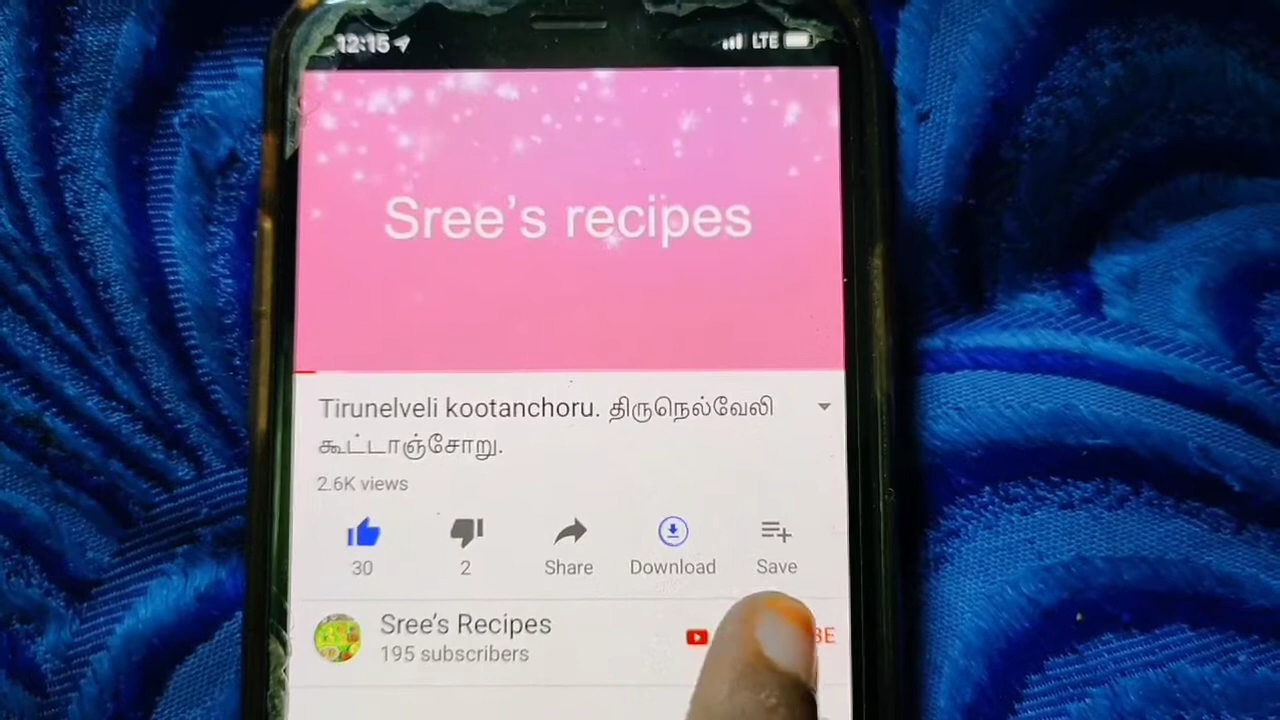 12:15
LTE
Sree's recipes
Tirunelveli kootanchoru. திருநெல்வேலி
கூட்டாஞ்சோறு.
2.6K views
30
2
Share
Download
Save
Sree's Recipes
195 subscribers